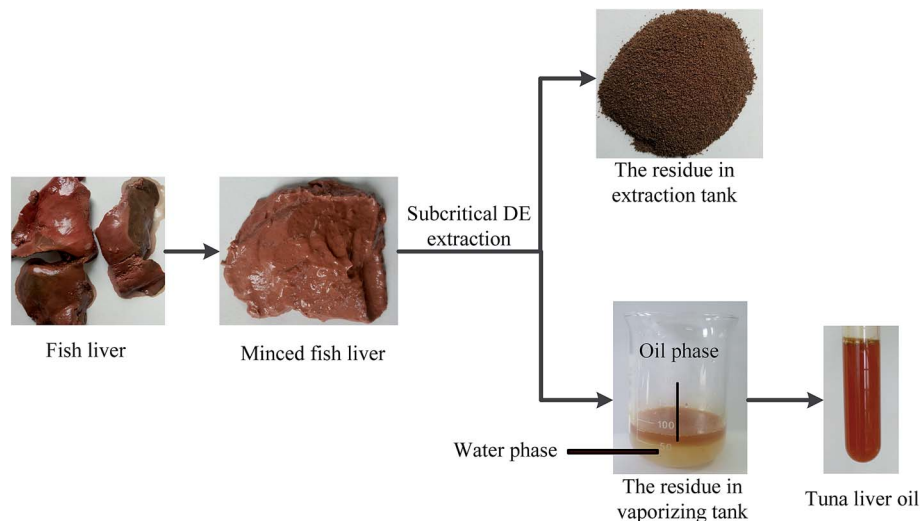 The residue in
extraction tank
Subcritical DE
extraction
Fish liver
Minced fish liver
Oil phase
100
50
Water phase
The residue in
vaporizing tank
Tuna liver oil